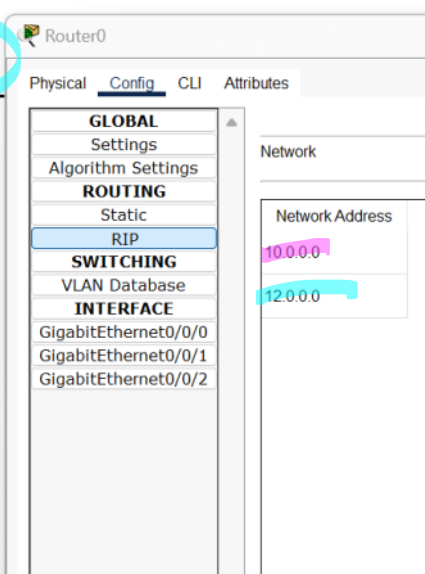 Router0
Physical Config CLI Attributes
GLOBAL
Settings
Algorithm Settings
ROUTING
Static
RIP
SWITCHING
VLAN Database
INTERFACE
GigabitEthernet0/0/0
GigabitEthernet0/0/1
GigabitEthernet0/0/2
Network
Network Address
10.0.0.0
12.0.0.0